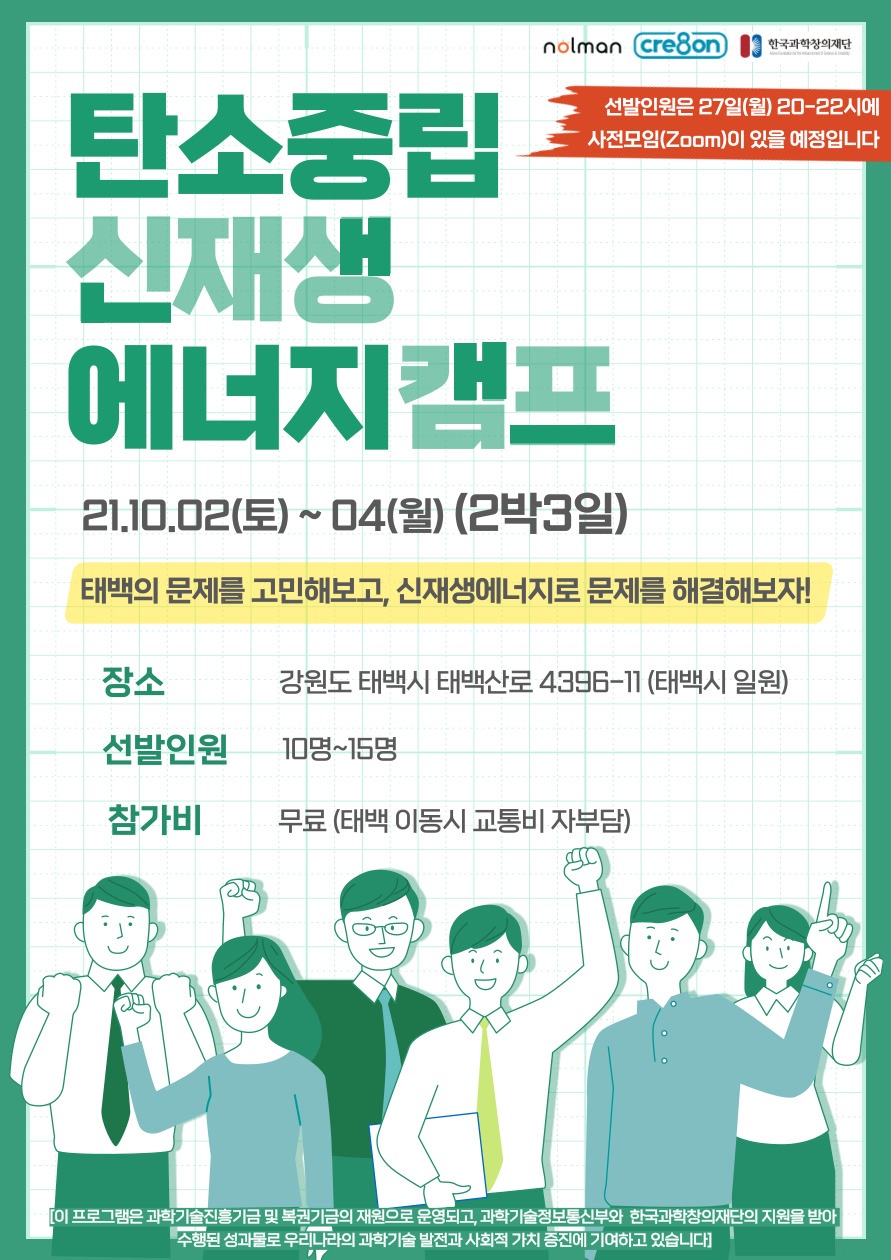 nolman cre8on 한국과학창의재단
선발인원은 27일(월) 20-22시에
사전모임(Zoom)이 있을 예정입니다
탄소중립
신재생
에너지캠프
21.10.02(토) ~ 04(월) (2박3일)
태백의 문제를 고민해보고, 신재생에너지로 문제를 해결해보자!
장소 강원도 태백시 태백산로 4396-11 (태백시 일원)
선발인원 10명~15명
참가비 무료 (태백 이동시 교통비 자부담)
[이 프로그램은 과학기술진흥기금 및 복권기금의 재원으로 운영되고, 과학기술정보통신부와 한국과학창의재단의 지원을 받아
수행된 성과물로 우리나라의 과학기술 발전과 사회적 가치 증진에 기여하고 있습니다]